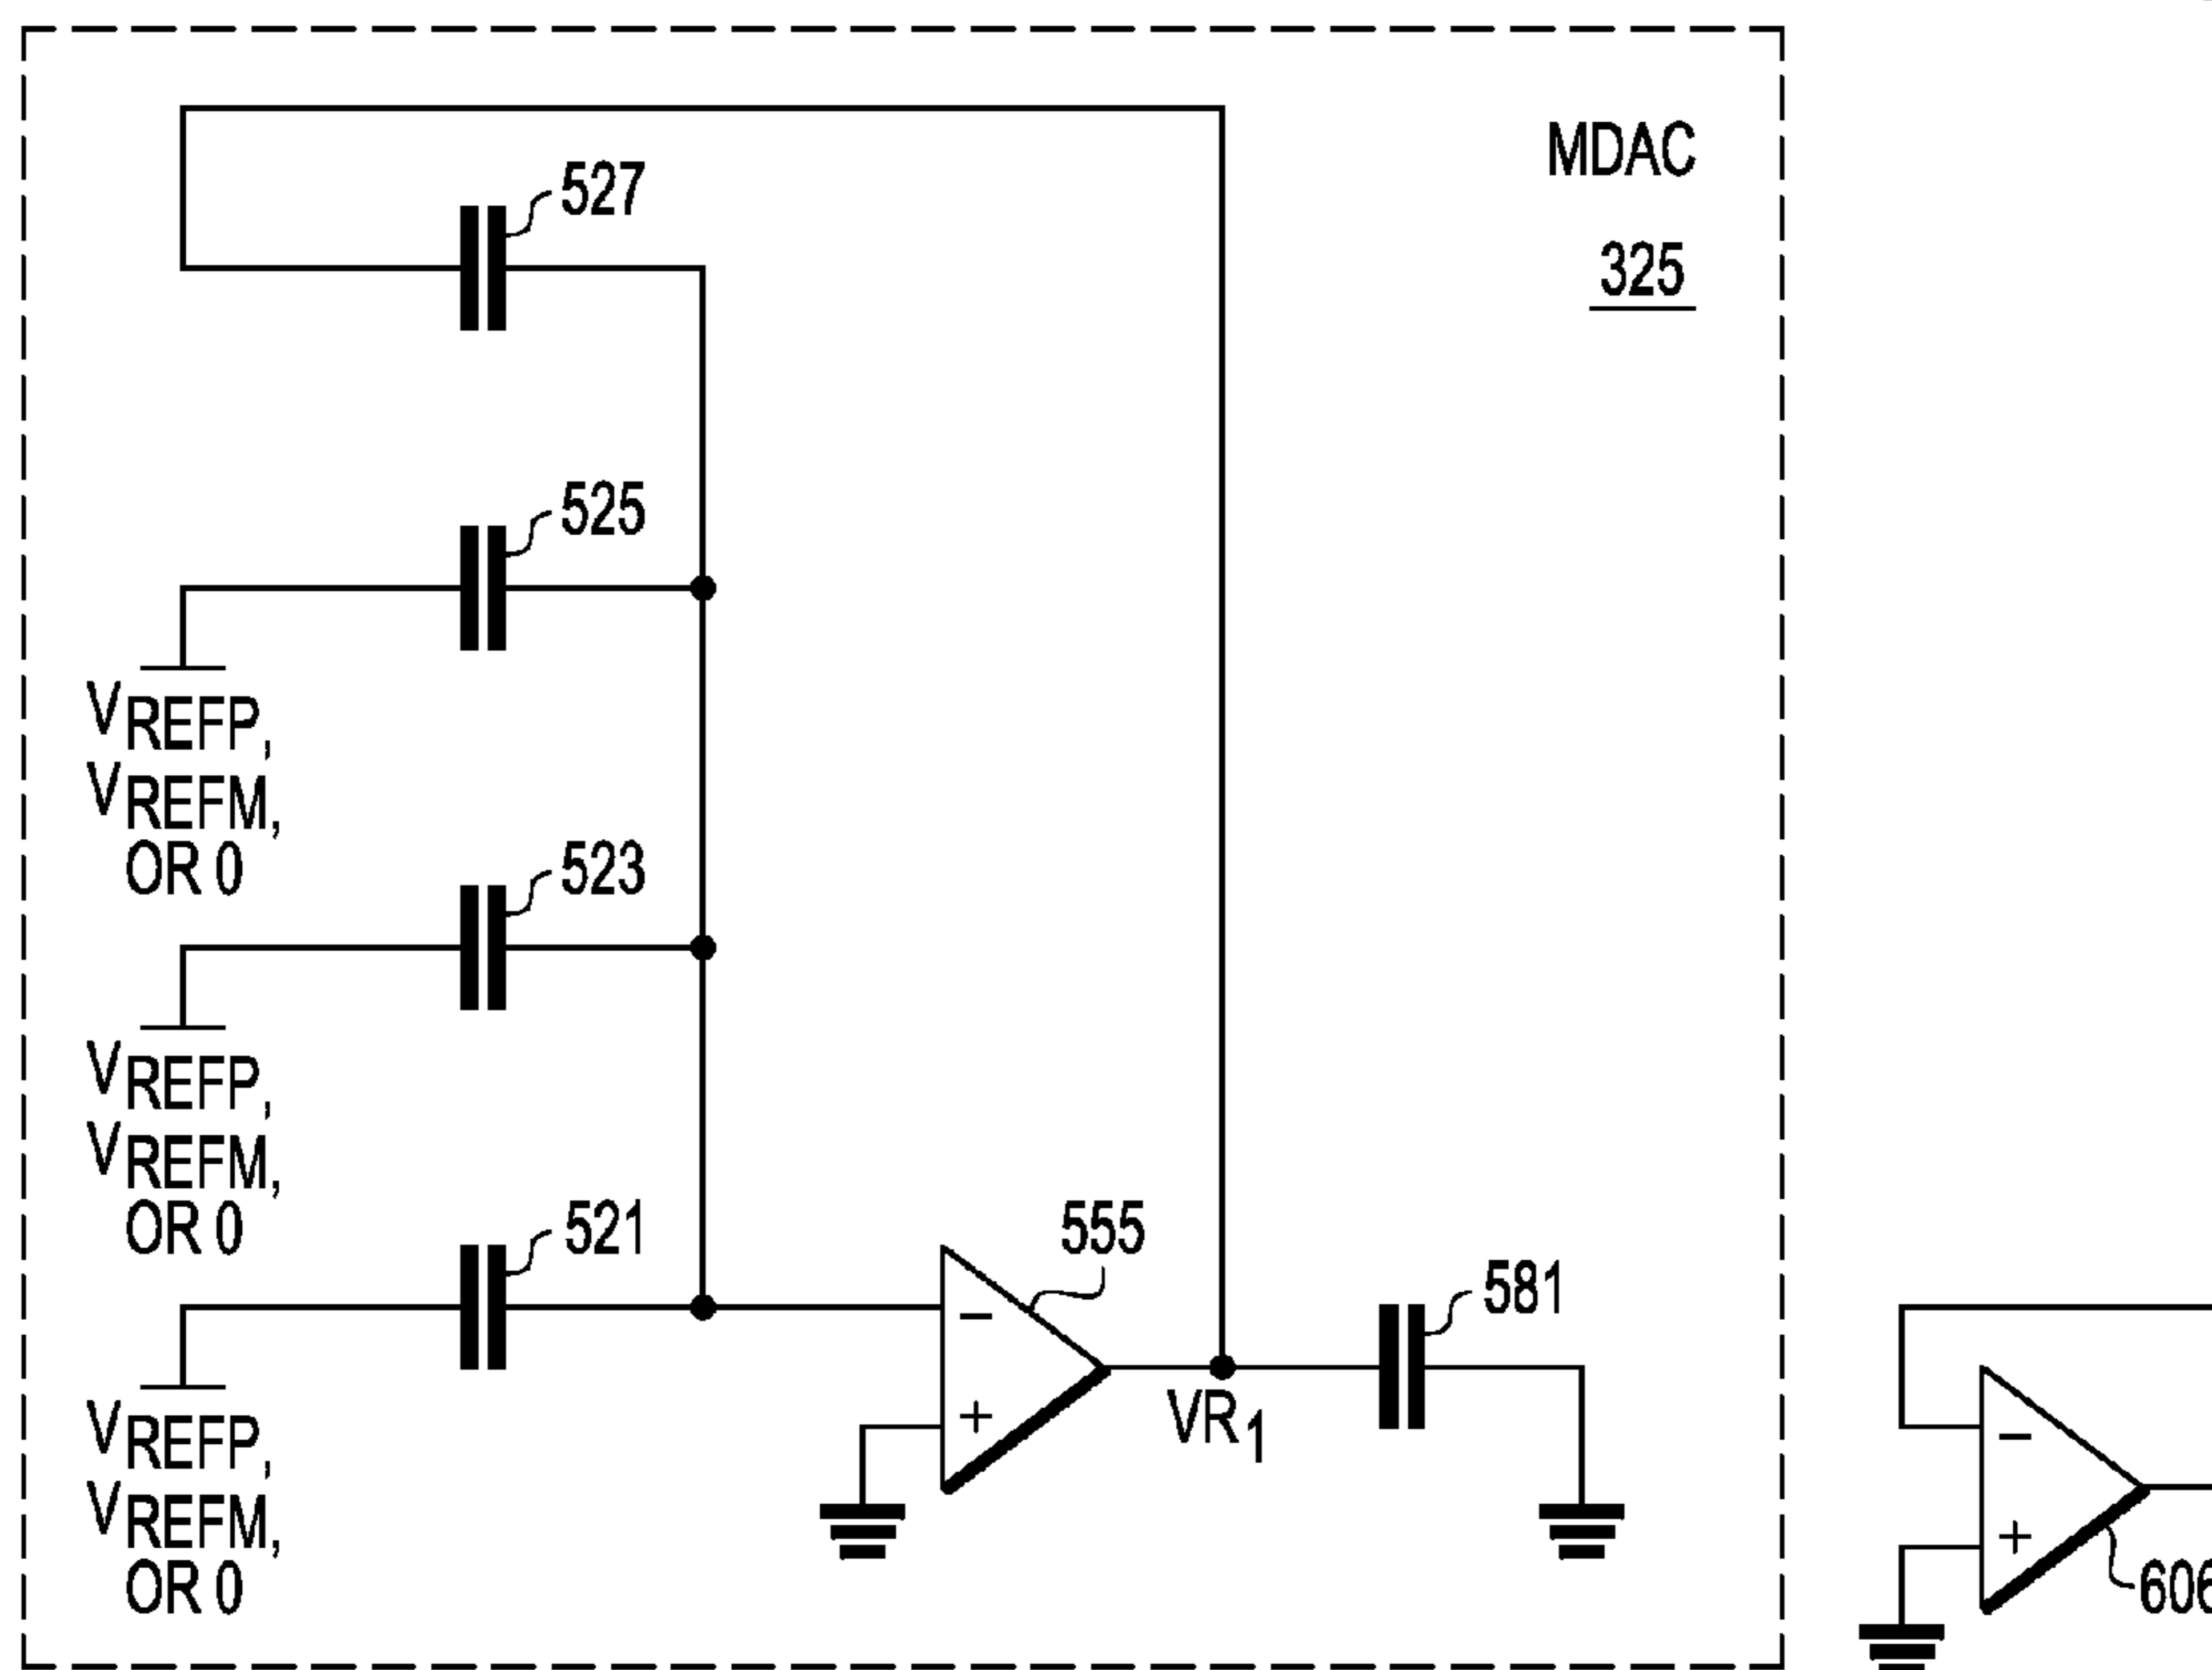 MDAC
325
527
525
VREFP,
VREFM,
OR 0
523
VREFP,
VREFM,
OR 0
521
VREFP,
VREFM,
OR 0
555
−
+
VR1
581
−
+
606